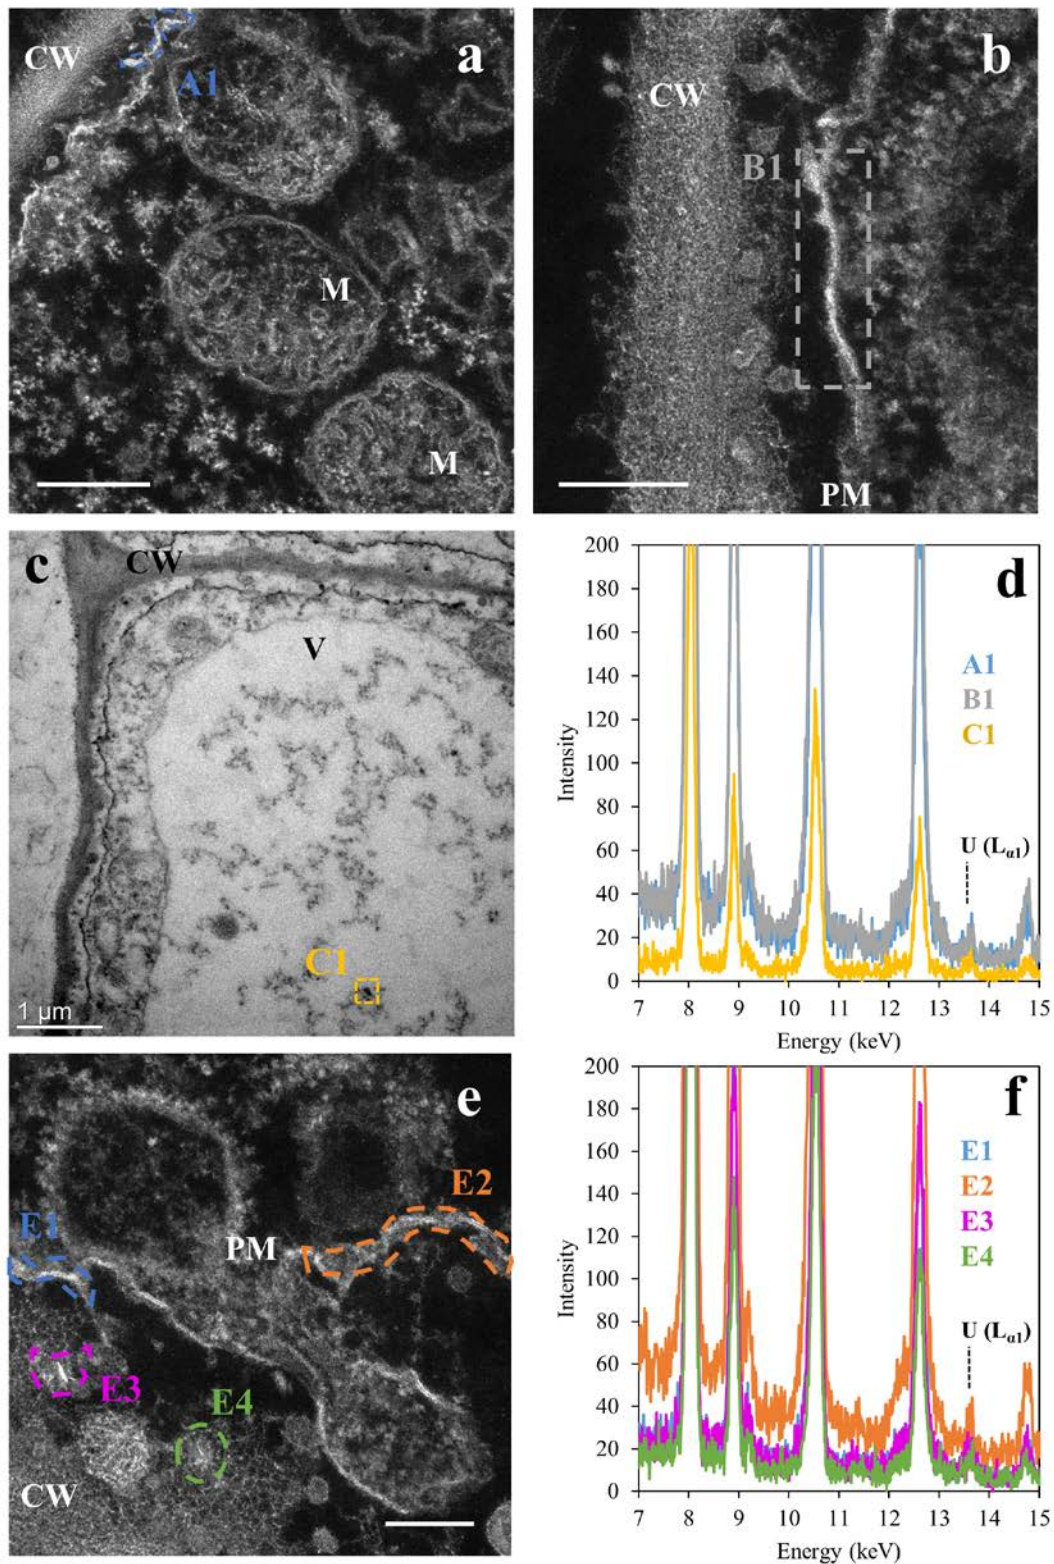 a
CW
A1
M
M
b
CW
B1
PM
c
CW
V
C1
1 µm
d
200
180
160
140
120
100
80
60
40
20
0
Intensity
A1
B1
C1
U (Lα1)
7 8 9 10 11 12 13 14 15
Energy (keV)
e
E1
PM
E2
E3
E4
CW
f
200
180
160
140
120
100
80
60
40
20
0
Intensity
E1
E2
E3
E4
U (Lα1)
7 8 9 10 11 12 13 14 15
Energy (keV)